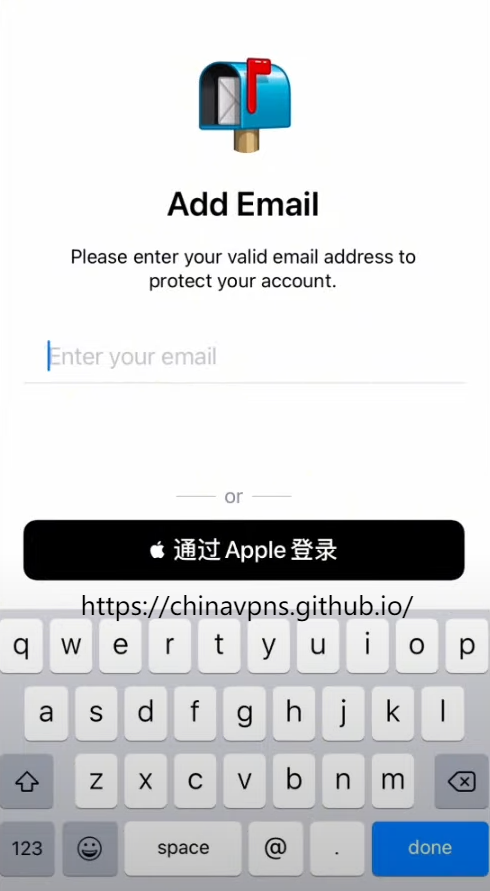 Add Email
Please enter your valid email address to
protect your account.
Enter your email
or
通过 Apple 登录
https://chinavpns.github.io/
q w e r t y u i o p
a s d f g h j k l
z x c v b n m
123 space @ . done